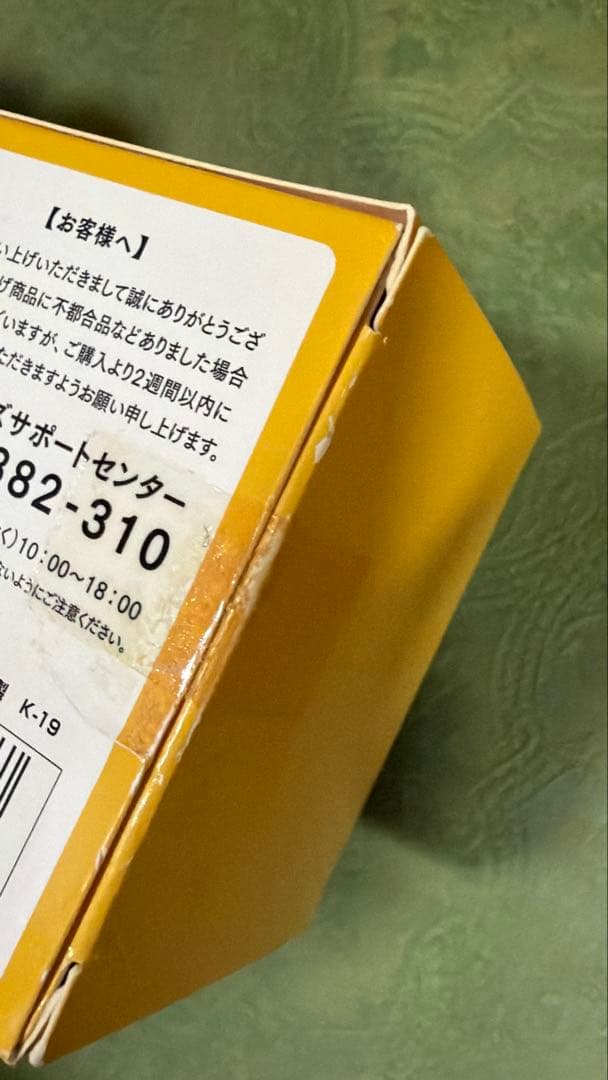 【お客様へ】
い上げいただきまして誠にありがとうござ
げ商品に不都合品などありました場合
ざいますが、ご購入より2週間以内に
ただきますようお願い申し上げます。
ズサポートセンター
382-310
く)10:00～18:00
ないようにご注意ください。
製 K-19